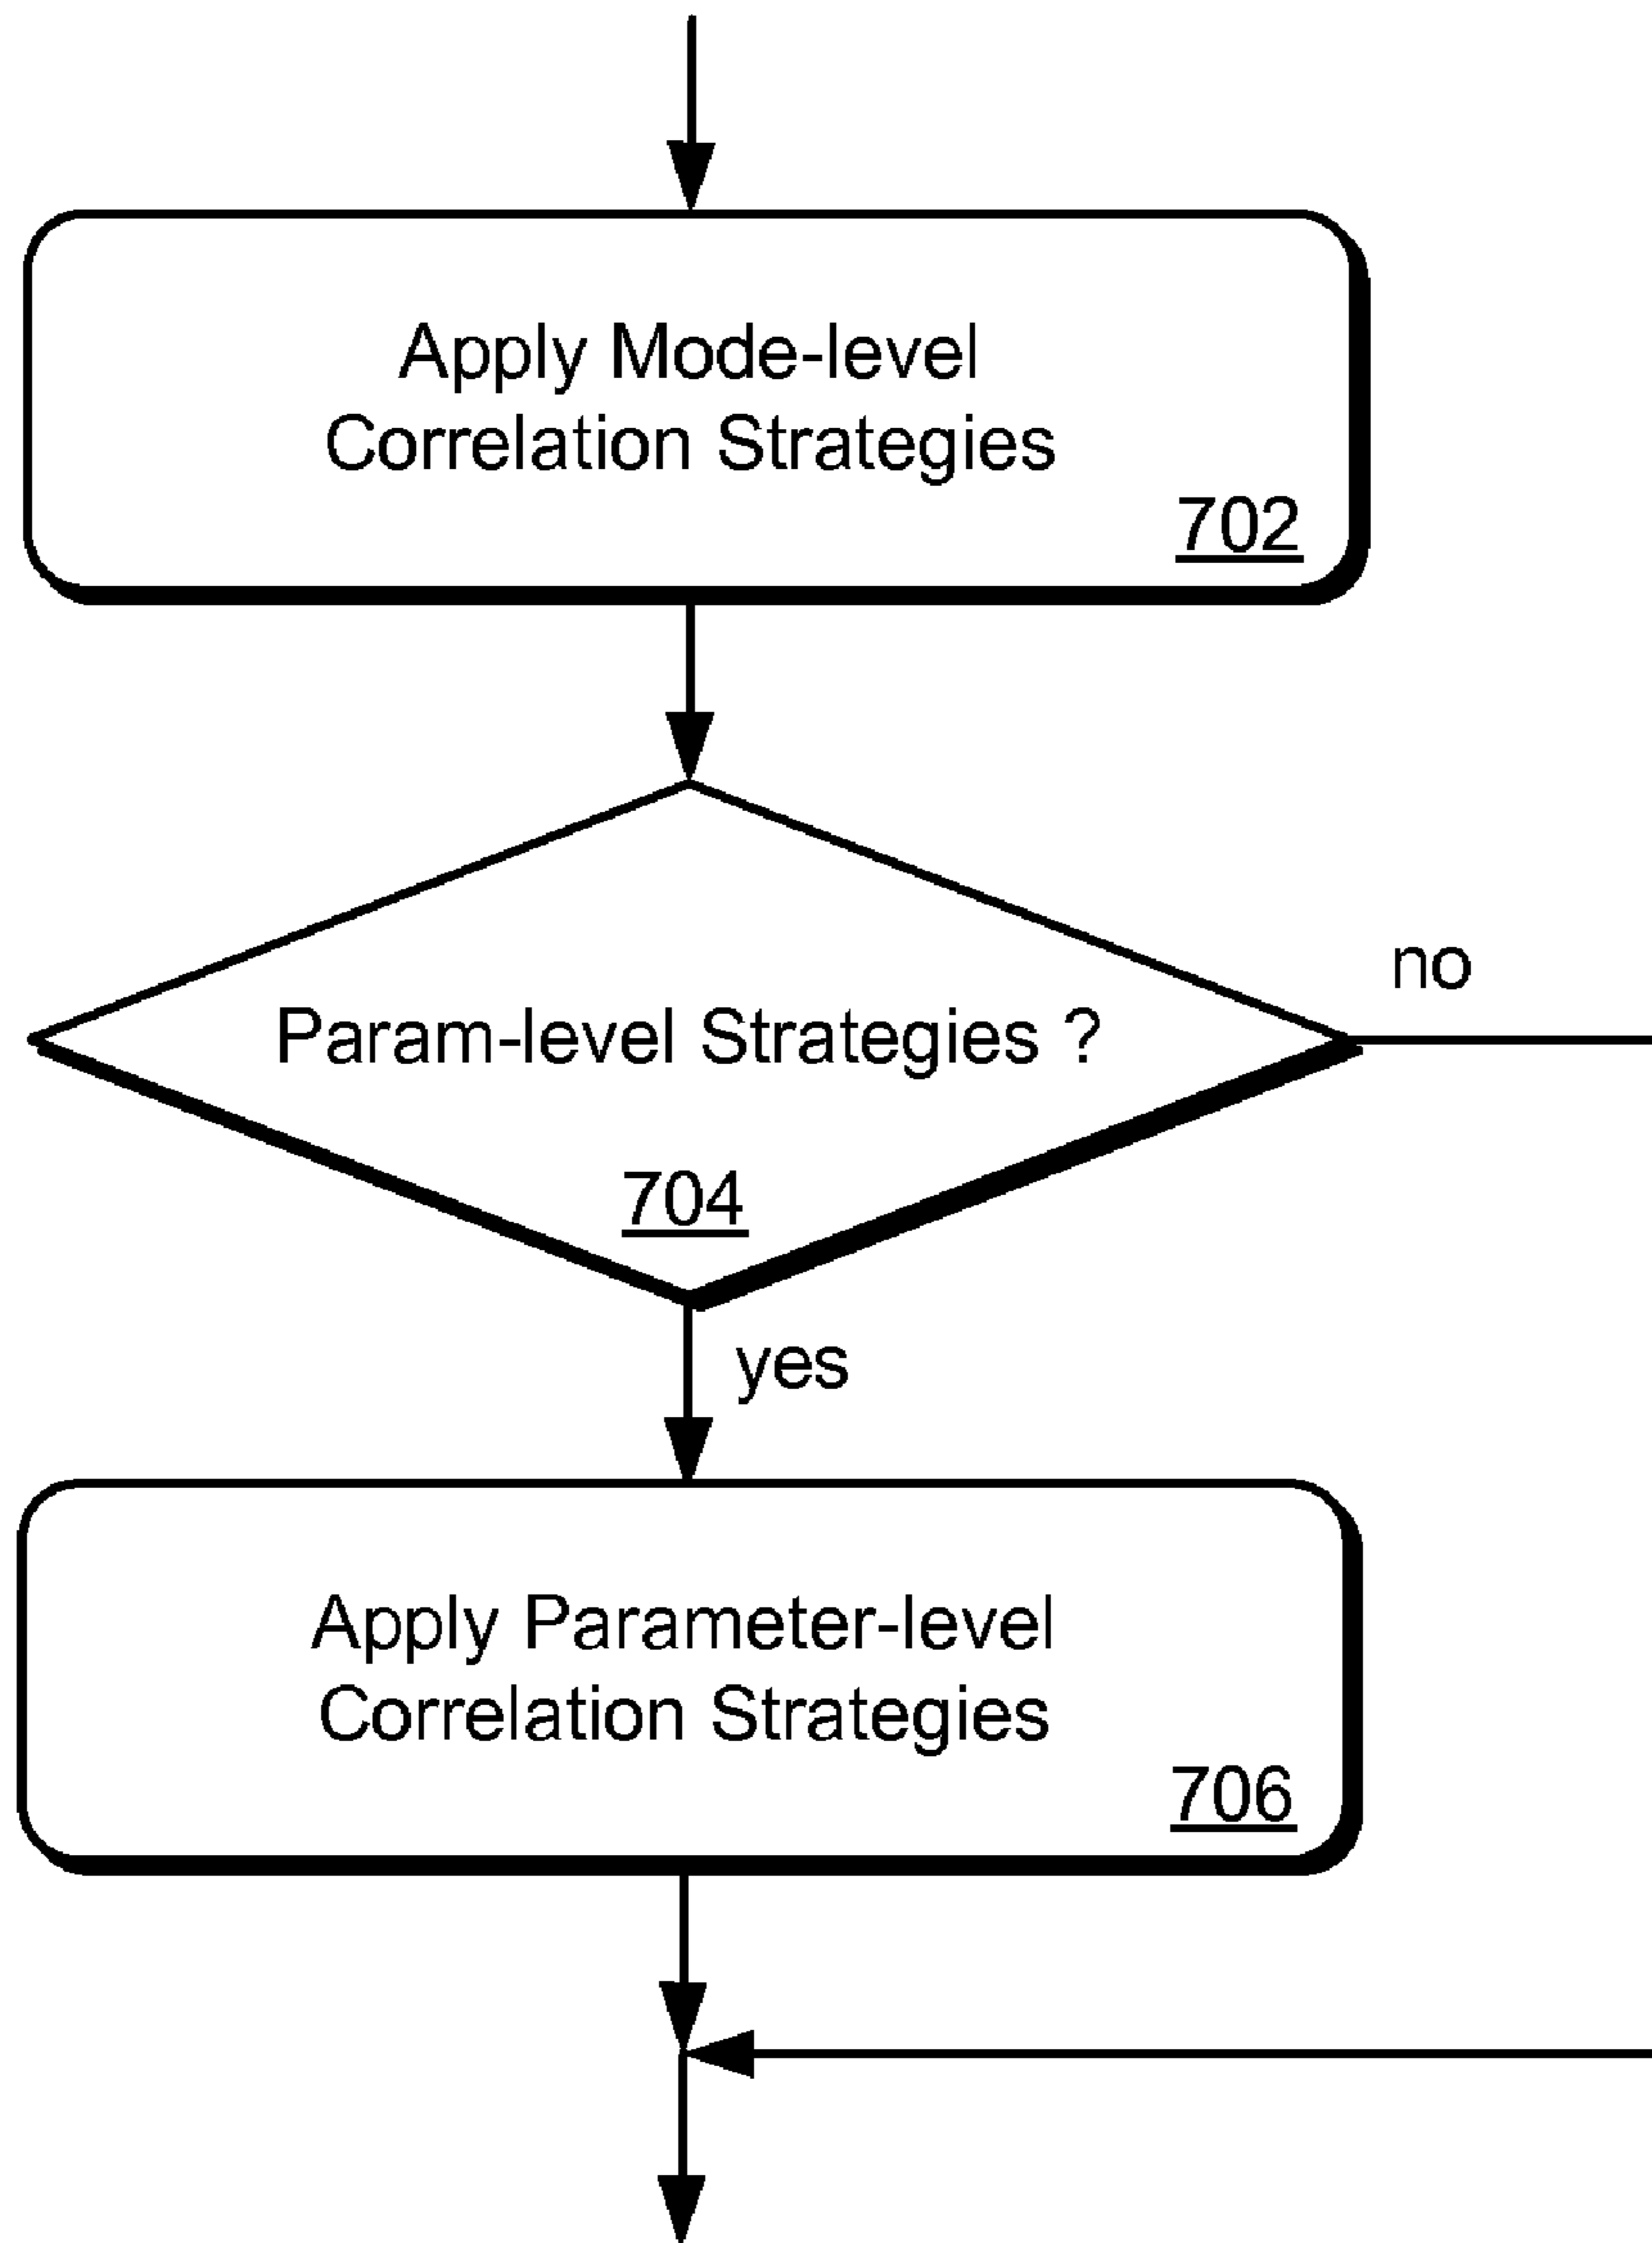 Apply Mode-level
Correlation Strategies
702
no
Param-level Strategies ?
704
yes
Apply Parameter-level
Correlation Strategies
706